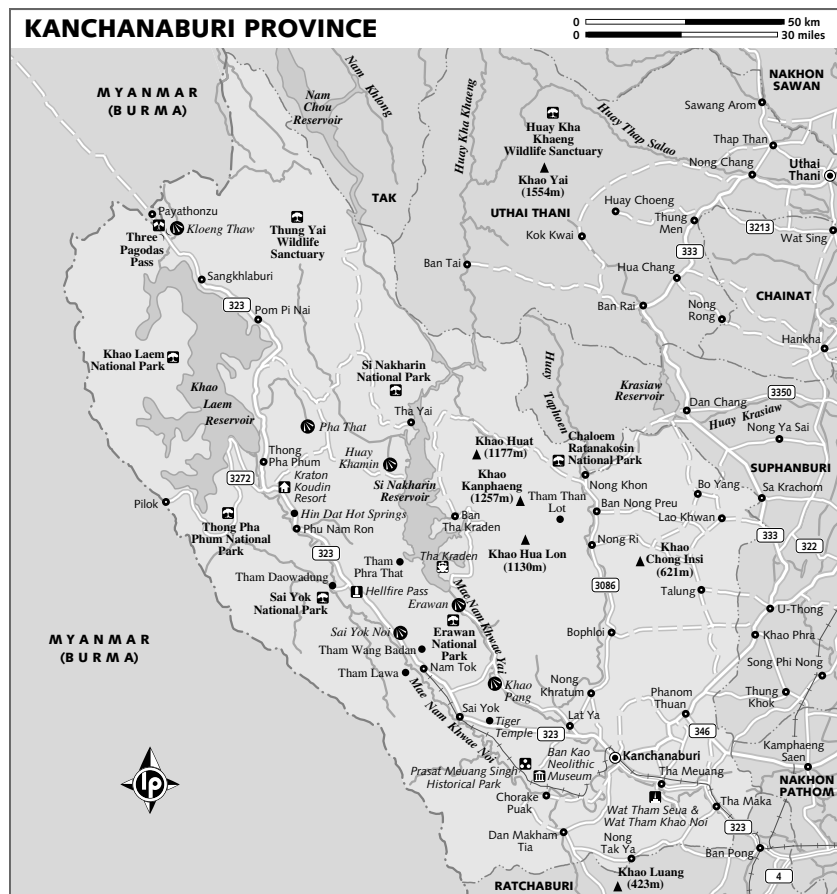 KANCHANABURI PROVINCE
0 50 km
0 30 miles
MYANMAR
(BURMA)
Nam
Chou
Reservoir
Nam Khlong
Huay Kha Khaeng
Huay Kha
Khaeng
Wildlife Sanctuary
Khao Yai
(1554m)
Huay Thap Salao
NAKHON
SAWAN
Sawang Arom
Thap Than
Nong Chang
Uthai
Thani
TAK
UTHAI THANI
Huay Choeng
Thung
Men
3213
Wat Sing
Kok Kwai
333
Payathonzu
Three
Pagodas
Pass
Kloeng Thaw
Thung Yai
Wildlife
Sanctuary
Ban Tai
Hua Chang
CHAINAT
Sangkhlaburi
323
Pom Pi Nai
Ban Rai
Nong
Rong
Hankha
Khao Laem
National Park
Si Nakharin
National Park
Huay
Taphoen
Krasiaw
Reservoir
3350
Dan Chang
Huay Krasiaw
Khao
Laem
Reservoir
Tha Yai
Pha That
Khao Huat
(1177m)
Chaloem
Ratanakosin
National Park
Nong Ya Sai
Thong
Pha Phum
Huay
Khamin
Khao
Kanphaeng
(1257m)
SUPHANBURI
3272
Kraton
Koudin
Resort
Si Nakharin
Reservoir
Nong Khon
Bo Yang
Sa Krachom
Pilok
Tham Than
Lot
Ban Nong Preu
Lao Khwan
Hin Dat Hot Springs
Ban
Tha Kraden
Thong Pha
Phum National
Park
Phu Nam Ron
Khao Hua Lon
(1130m)
Nong Ri
Khao
Chong Insi
(621m)
333
322
323
Tham
Phra That
Tha Kraden
Tham Daowadung
Hellfire Pass
3086
Talung
Sai Yok
National Park
Erawan
Mae Nam Khwae Yai
U-Thong
MYANMAR
(BURMA)
Sai Yok Noi
Erawan
National
Park
Bophloi
Khao Phra
Tham Wang Badan
Song Phi Nong
Tham Lawa
Nam Tok
Khao
Pang
Nong
Khratum
Phanom
Thuan
Thung
Khok
Mae Nam Khwae Noi
Sai Yok
Tiger
Temple
323
Lat Ya
346
Kanchanaburi
Kamphaeng
Saen
Ban Kao
Neolithic
Museum
Prasat Meuang Singh
Historical Park
Tha Meuang
NAKHON
PATHOM
lp
Chorake
Puak
Wat Tham Seua &
Wat Tham Khao Noi
Tha Maka
323
Dan Makham
Tia
Nong
Tak Ya
Ban Pong
Khao Luang
(423m)
4
RATCHABURI